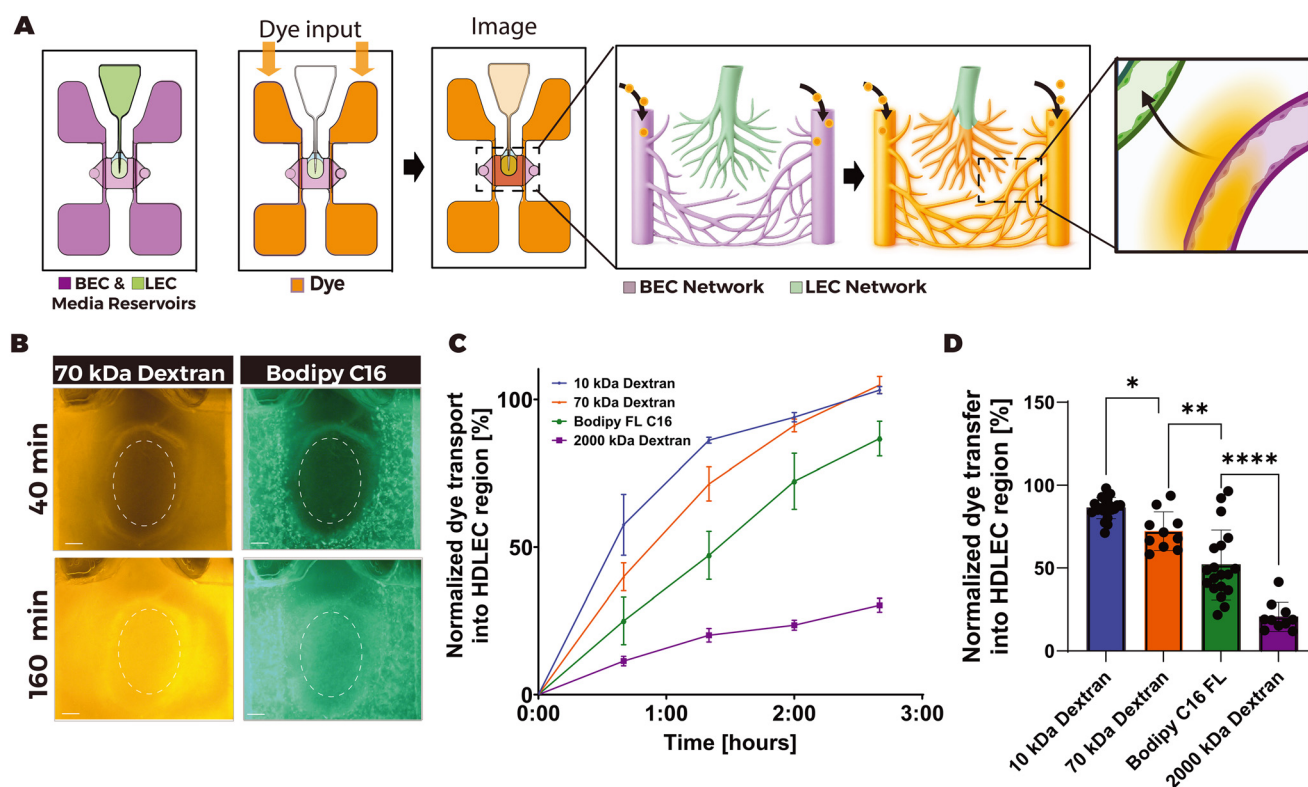 A
Dye input
Image
BEC & LEC
Media Reservoirs
Dye
BEC Network
LEC Network
B
70 kDa Dextran
Bodipy C16
40 min
160 min
C
Normalized dye transport
into HDLEC region [%]
100
50
0
10 kDa Dextran
70 kDa Dextran
Bodipy FL C16
2000 kDa Dextran
0:00
1:00
2:00
3:00
Time [hours]
D
Normalized dye transfer
into HDLEC region [%]
150
100
50
0
*
**
****
10 kDa Dextran
70 kDa Dextran
Bodipy C16 FL
2000 kDa Dextran